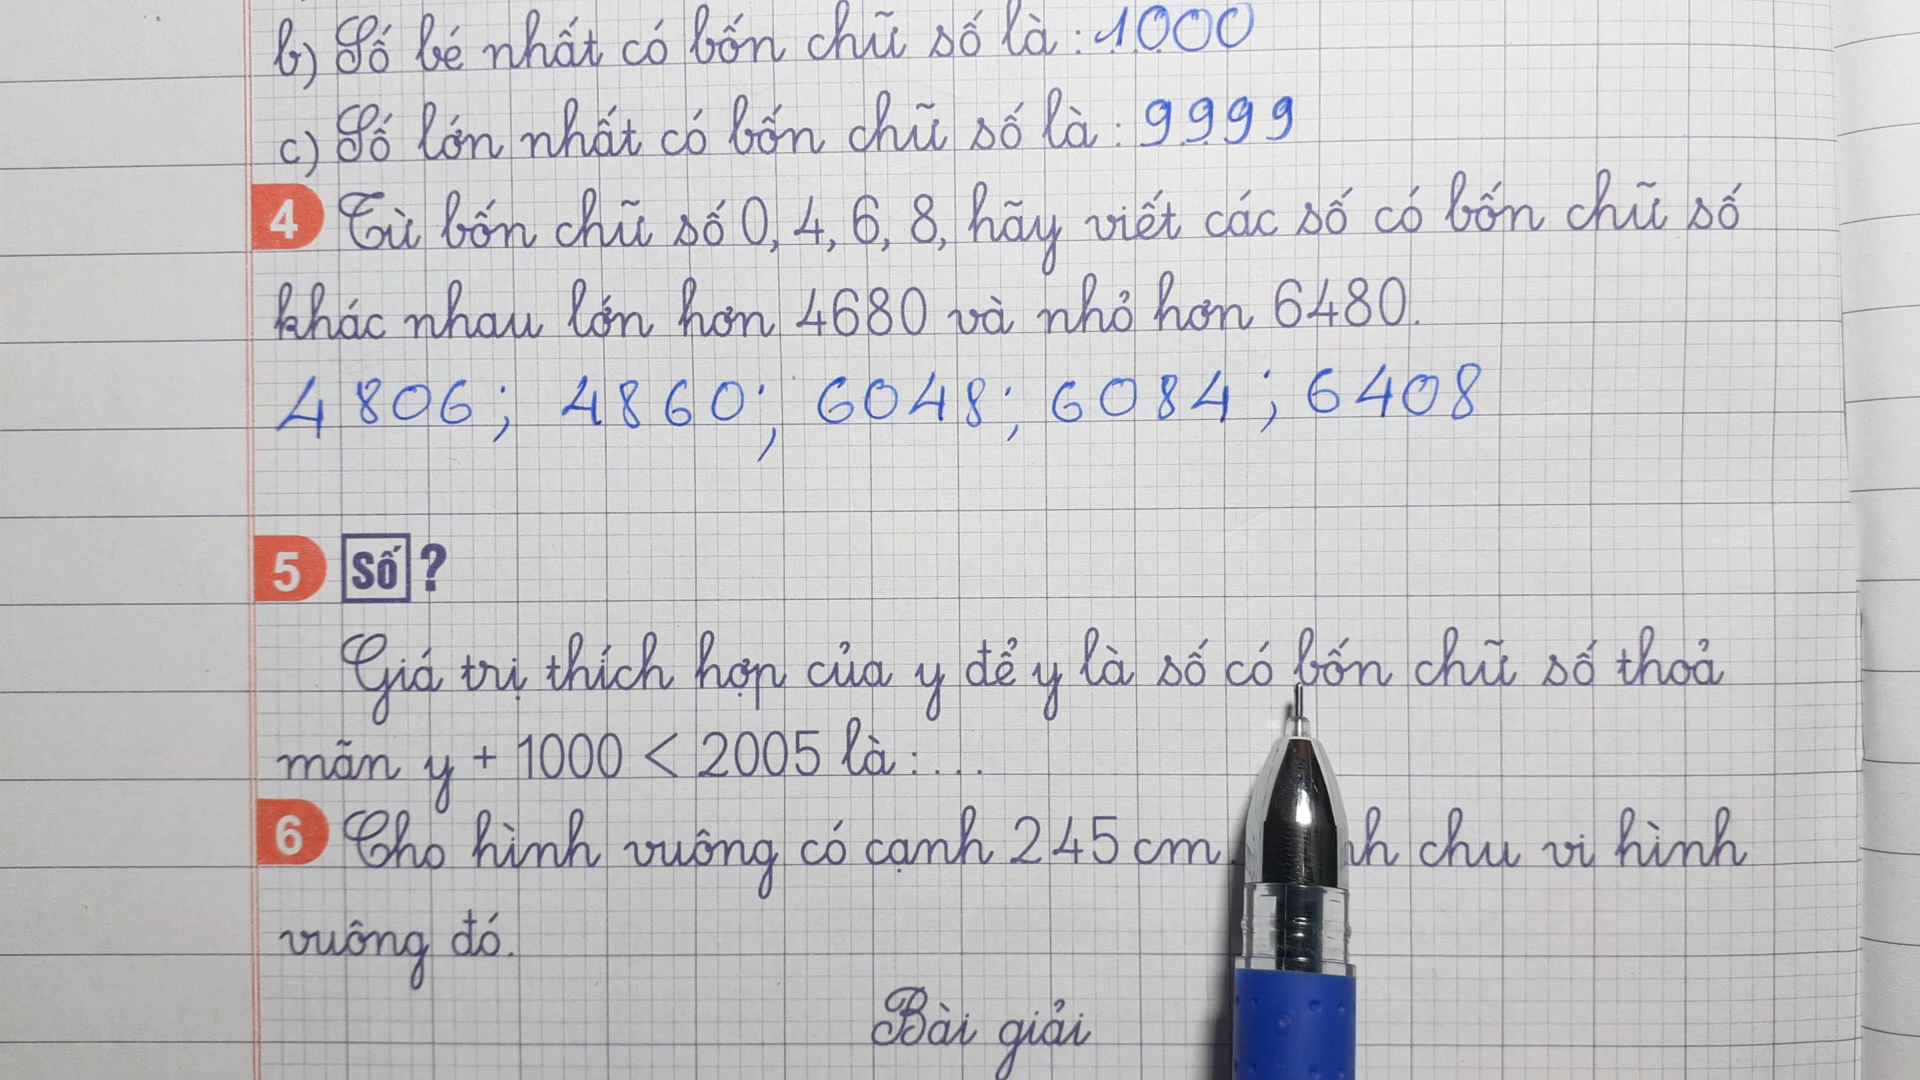 b) Số bé nhất có bốn chữ số là: 1000
c) Số lớn nhất có bốn chữ số là: 9999
4 Từ bốn chữ số 0, 4, 6, 8, hãy viết các số có bốn chữ số
khác nhau lớn hơn 4680 và nhỏ hơn 6480.
4806; 4860; 6048; 6084; 6408
5 Số ?
Giá trị thích hợp của y để y là số có bốn chữ số thoả
mãn y + 1000 < 2005 là: ...
6 Cho hình vuông có cạnh 245 cm. chu vi hình
vuông đó.
Bài giải